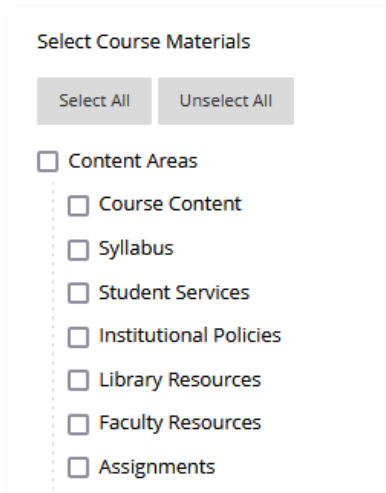 Select Course Materials
Select All Unselect All
Content Areas
Course Content
Syllabus
Student Services
Institutional Policies
Library Resources
Faculty Resources
Assignments